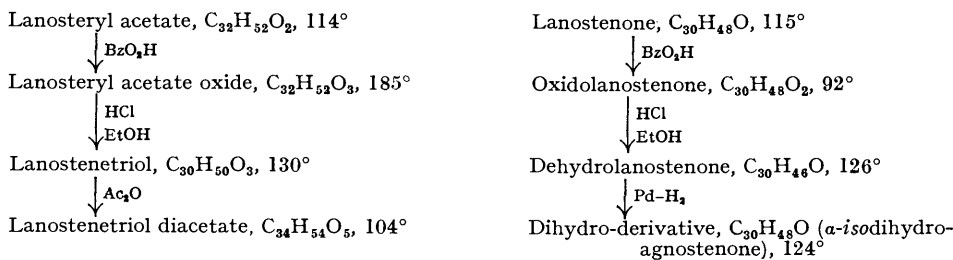 Lanosteryl acetate, C₃₂H₅₂O₂, 114°
BzO₂H
Lanosteryl acetate oxide, C₃₂H₅₂O₃, 185°
HCl
EtOH
Lanostenetriol, C₃₀H₅₀O₃, 130°
Ac₂O
Lanostenetriol diacetate, C₃₄H₅₄O₅, 104°
Lanostenone, C₃₀H₄₈O, 115°
BzO₂H
Oxidolanostenone, C₃₀H₄₈O₂, 92°
HCl
EtOH
Dehydrolanostenone, C₃₀H₄₆O, 126°
Pd–H₂
Dihydro-derivative, C₃₀H₄₈O (α-isodihydro-
agnostenone), 124°